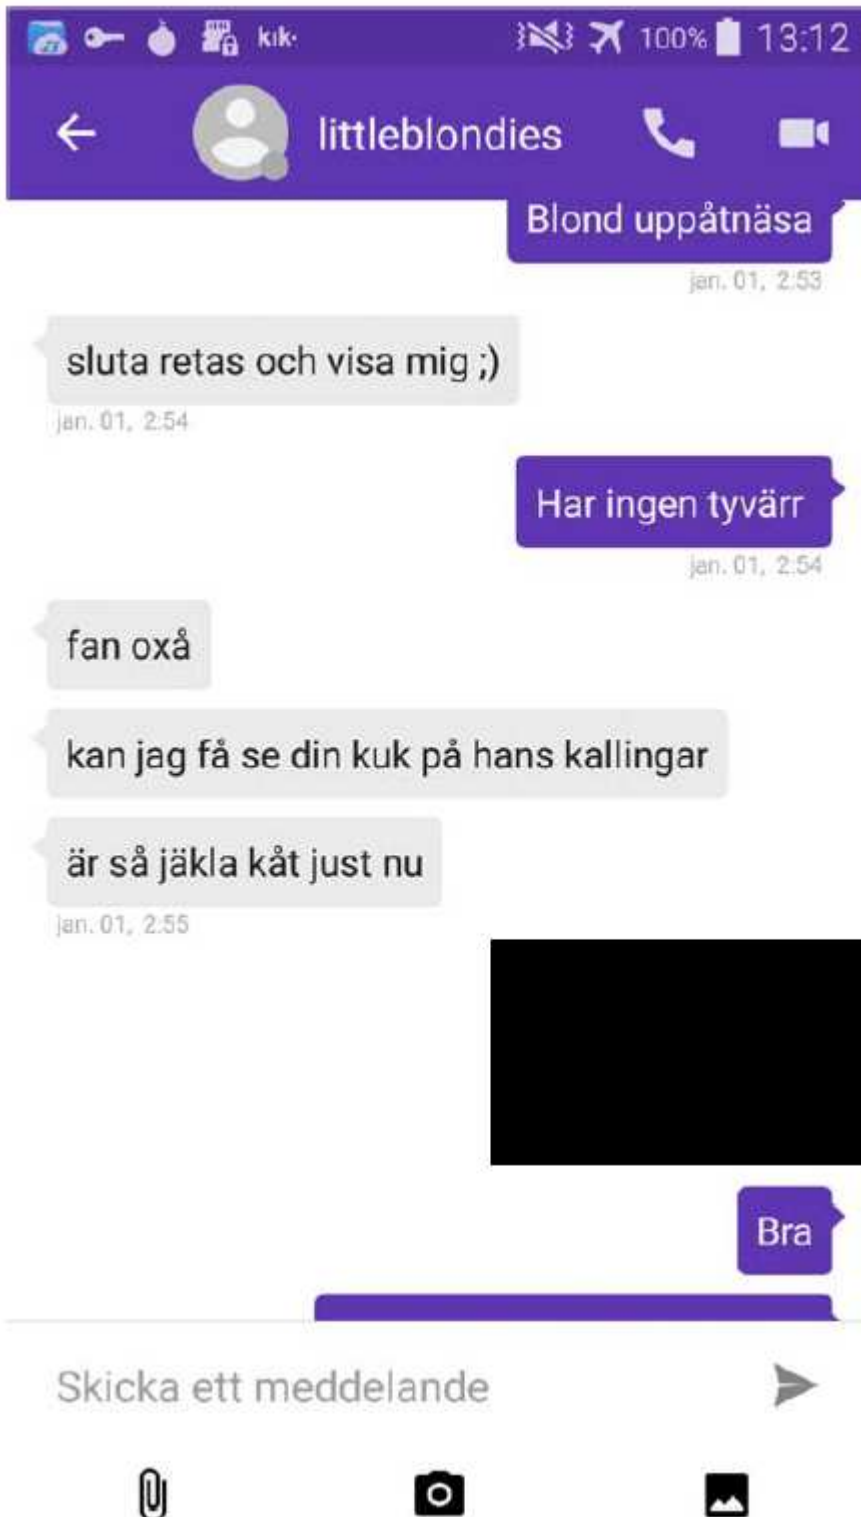 kik·
100%
13:12
littleblondies
Blond uppåtnäsa
jan. 01, 2:53
sluta retas och visa mig ;)
jan. 01, 2:54
Har ingen tyvärr
jan. 01, 2:54
fan oxå
kan jag få se din kuk på hans kallingar
är så jäkla kåt just nu
jan. 01, 2:55
Bra
Skicka ett meddelande